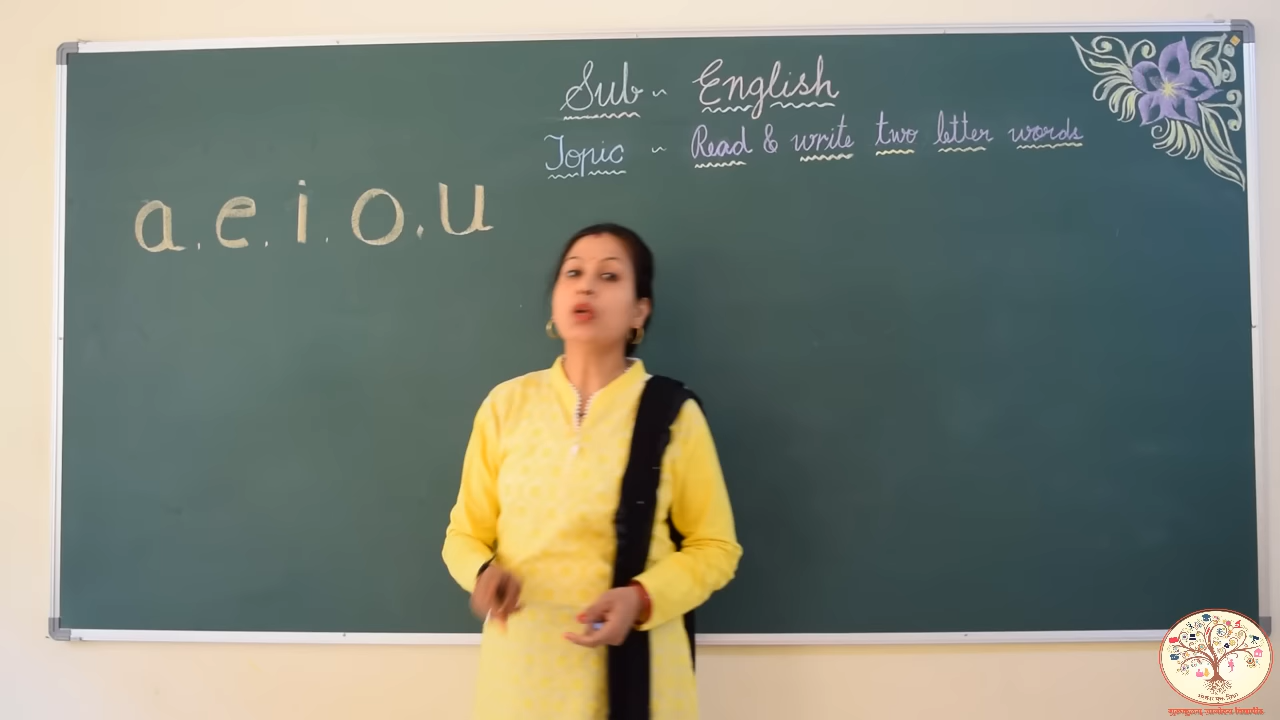 Sub ~ English
Topic ~ Read & write two letter words
a. e. i. o. u